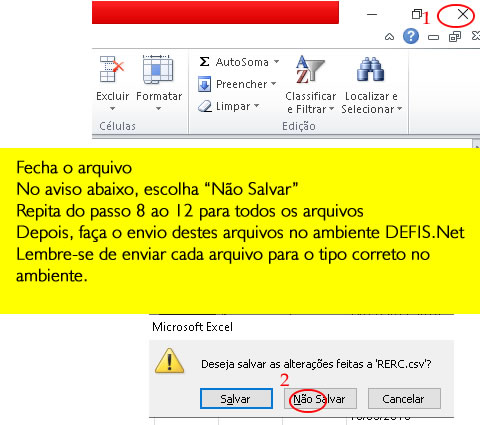 1
AutoSoma
Preencher
Excluir Formatar
Limpar
Classificar Localizar e
e Filtrar Selecionar
Células
Edição
Fecha o arquivo
No aviso abaixo, escolha “Não Salvar”
Repita do passo 8 ao 12 para todos os arquivos
Depois, faça o envio destes arquivos no ambiente DEFIS.Net
Lembre-se de enviar cada arquivo para o tipo correto no
ambiente.
Microsoft Excel
Deseja salvar as alterações feitas a 'RERC.csv'?
2
Salvar Não Salvar Cancelar